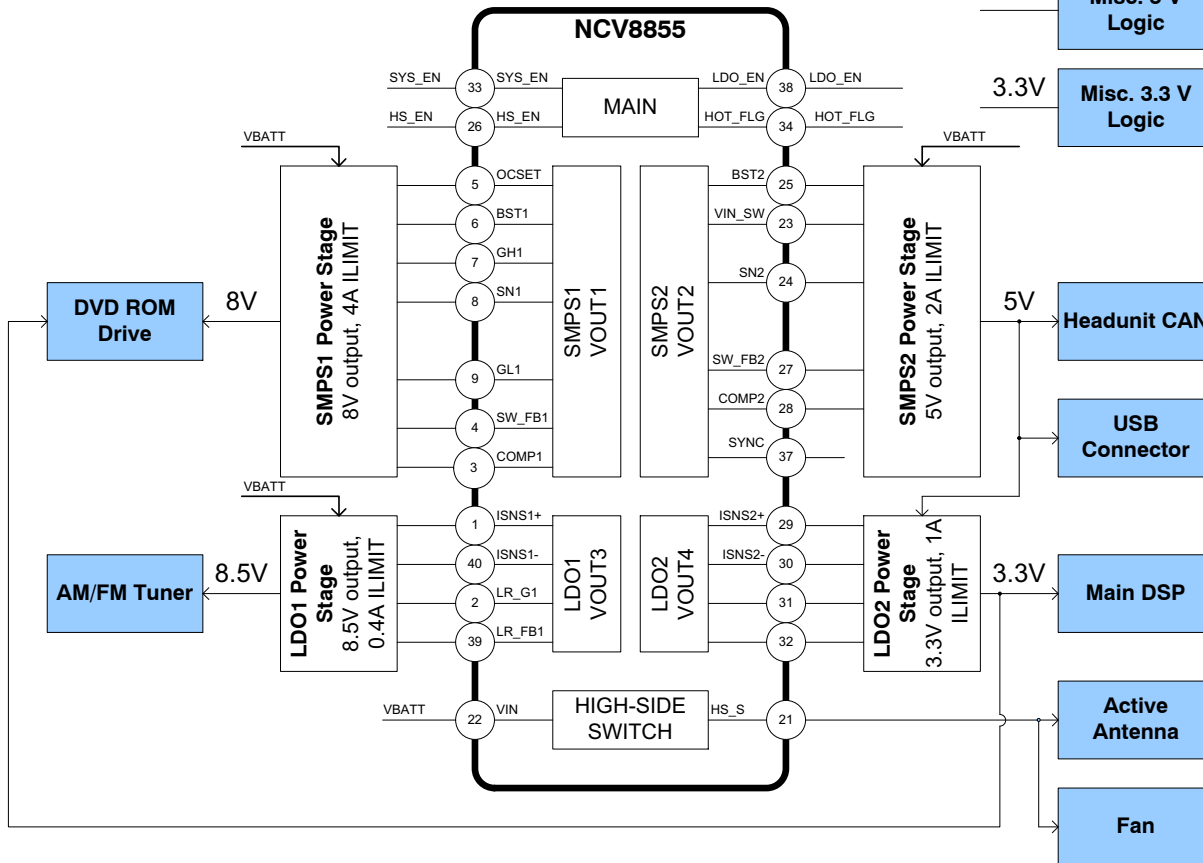 NCV8855
Misc. 5 V
Logic
SYS_EN
33
SYS_EN
MAIN
LDO_EN
38
LDO_EN
3.3V
Misc. 3.3 V
Logic
HS_EN
26
HS_EN
HOT_FLG
34
HOT_FLG
VBATT
VBATT
SMPS1 Power Stage
8V output, 4A ILIMIT
5
OCSET
6
BST1
7
GH1
8
SN1
9
GL1
4
SW_FB1
3
COMP1
SMPS1
VOUT1
SMPS2
VOUT2
BST2
25
VIN_SW
23
SN2
24
SW_FB2
27
COMP2
28
SYNC
37
SMPS2 Power Stage
5V output, 2A ILIMIT
DVD ROM
Drive
8V
5V
Headunit CAN
USB
Connector
VBATT
LDO1 Power
Stage
8.5V output,
0.4A ILIMIT
1
ISNS1+
40
ISNS1-
2
LR_G1
39
LR_FB1
LDO1
VOUT3
LDO2
VOUT4
ISNS2+
29
ISNS2-
30
31
32
LDO2 Power
Stage
3.3V output, 1A
ILIMIT
AM/FM Tuner
8.5V
3.3V
Main DSP
VBATT
22
VIN
HIGH-SIDE
SWITCH
HS_S
21
Active
Antenna
Fan